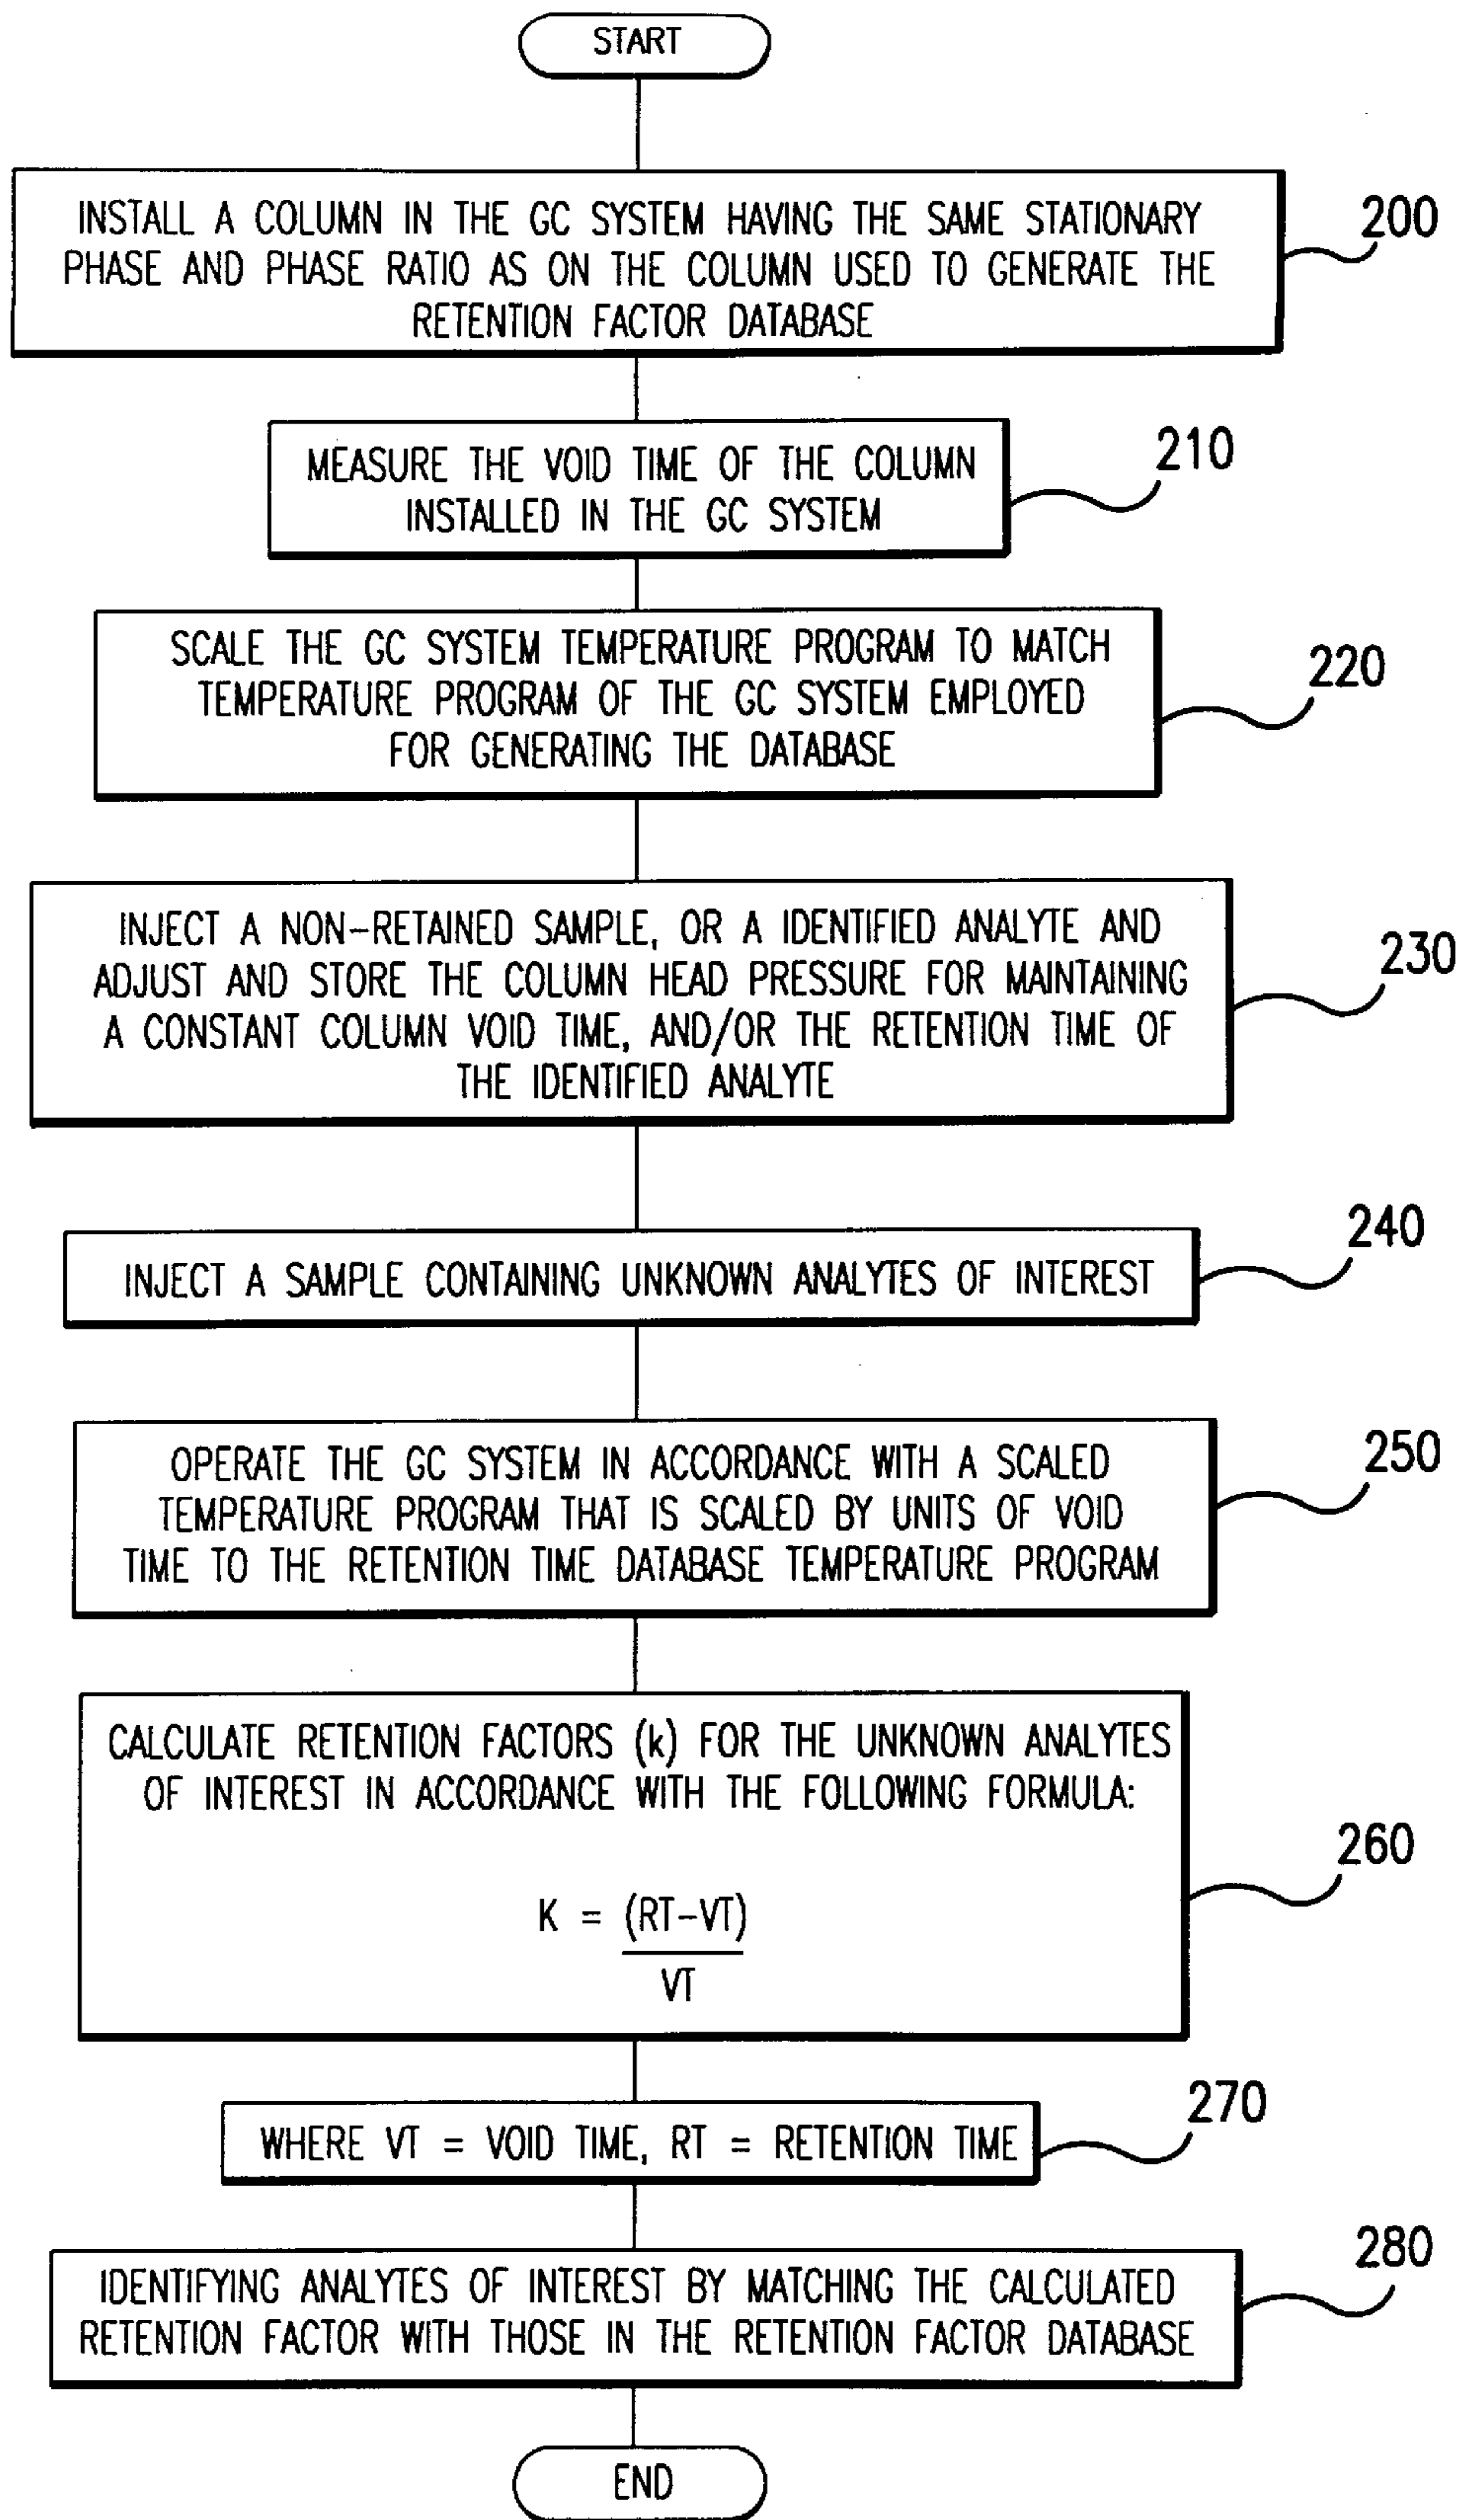 START
INSTALL A COLUMN IN THE GC SYSTEM HAVING THE SAME STATIONARY
PHASE AND PHASE RATIO AS ON THE COLUMN USED TO GENERATE THE
RETENTION FACTOR DATABASE
200
MEASURE THE VOID TIME OF THE COLUMN
INSTALLED IN THE GC SYSTEM
210
SCALE THE GC SYSTEM TEMPERATURE PROGRAM TO MATCH
TEMPERATURE PROGRAM OF THE GC SYSTEM EMPLOYED
FOR GENERATING THE DATABASE
220
INJECT A NON-RETAINED SAMPLE, OR A IDENTIFIED ANALYTE AND
ADJUST AND STORE THE COLUMN HEAD PRESSURE FOR MAINTAINING
A CONSTANT COLUMN VOID TIME, AND/OR THE RETENTION TIME OF
THE IDENTIFIED ANALYTE
230
INJECT A SAMPLE CONTAINING UNKNOWN ANALYTES OF INTEREST
240
OPERATE THE GC SYSTEM IN ACCORDANCE WITH A SCALED
TEMPERATURE PROGRAM THAT IS SCALED BY UNITS OF VOID
TIME TO THE RETENTION TIME DATABASE TEMPERATURE PROGRAM
250
CALCULATE RETENTION FACTORS (k) FOR THE UNKNOWN ANALYTES
OF INTEREST IN ACCORDANCE WITH THE FOLLOWING FORMULA:
K = (RT-VT)
VT
260
WHERE VT = VOID TIME, RT = RETENTION TIME
270
IDENTIFYING ANALYTES OF INTEREST BY MATCHING THE CALCULATED
RETENTION FACTOR WITH THOSE IN THE RETENTION FACTOR DATABASE
280
END